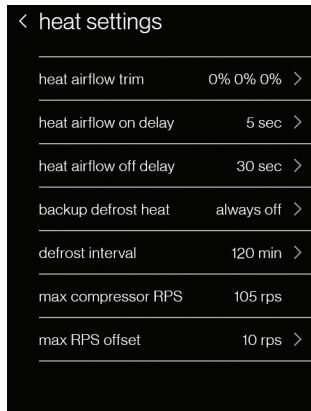 < heat settings
heat airflow trim 0% 0% 0% >
heat airflow on delay 5 sec >
heat airflow off delay 30 sec >
backup defrost heat always off >
defrost interval 120 min >
max compressor RPS 105 rps
max RPS offset 10 rps >